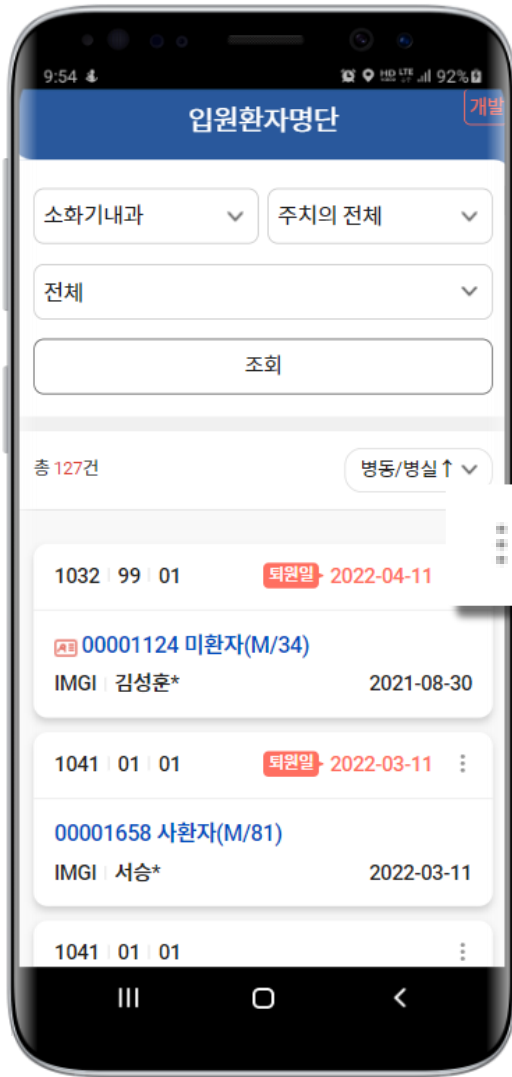 9:54 HD LTE 92%
입원환자명단 개발
소화기내과 주치의 전체
전체
조회
총 127건 병동/병실↑
1032 99 01 퇴원일 2022-04-11
00001124 미환자(M/34)
IMGI 김성훈* 2021-08-30
1041 01 01 퇴원일 2022-03-11
00001658 사환자(M/81)
IMGI 서승* 2022-03-11
1041 01 01